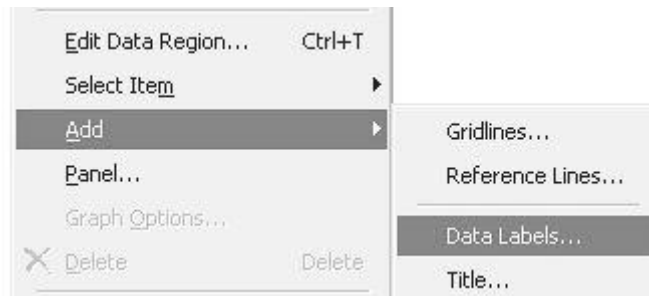 Edit Data Region... Ctrl+T
Select Item
Add
Panel...
Graph Options...
Delete Delete
Gridlines...
Reference Lines...
Data Labels...
Title...